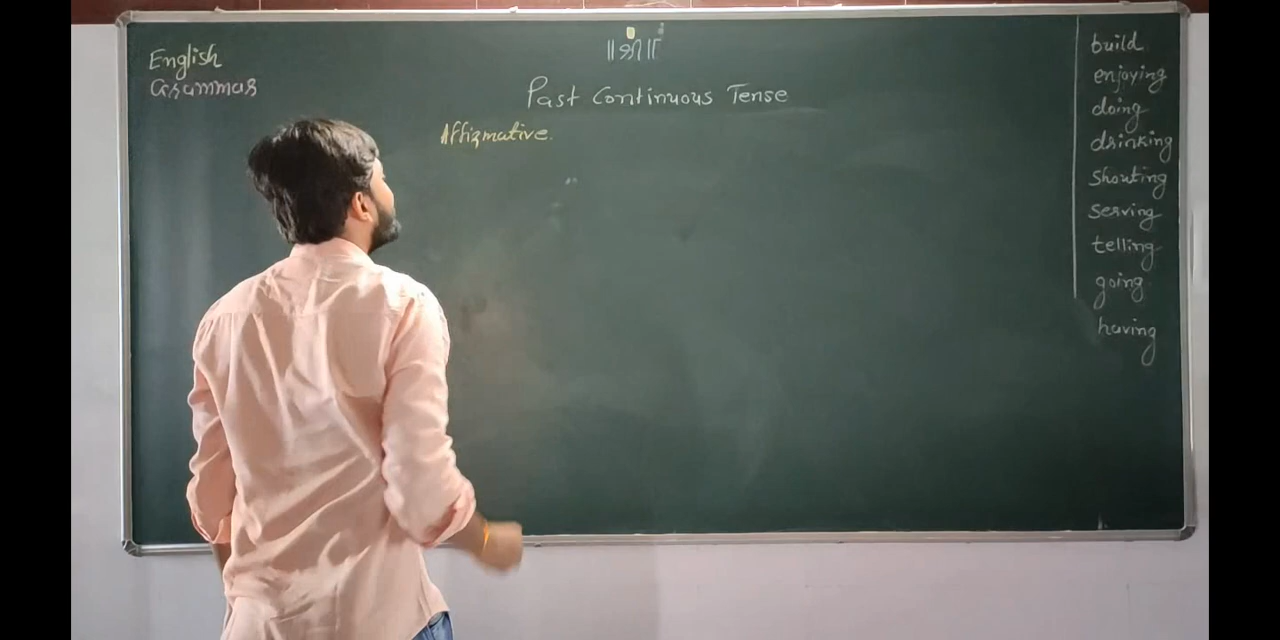 English
Grammar
॥ श्री ॥
Past Continuous Tense
Affirmative.
build
enjoying
doing
drinking
shouting
serving
telling
going
having